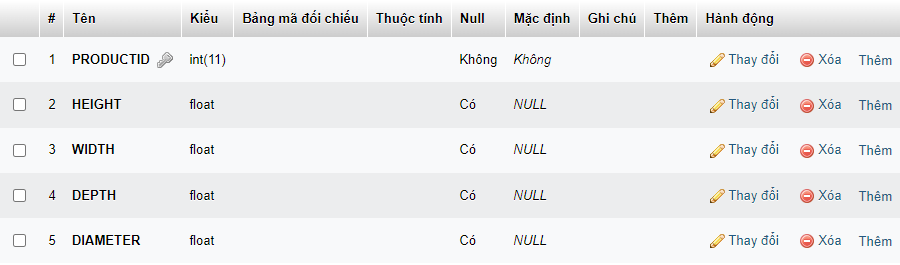 # Tên Kiểu Bảng mã đối chiếu Thuộc tính Null Mặc định Ghi chú Thêm Hành động
1 PRODUCTID int(11) Không Không Thay đổi Xóa Thêm
2 HEIGHT float Có NULL Thay đổi Xóa Thêm
3 WIDTH float Có NULL Thay đổi Xóa Thêm
4 DEPTH float Có NULL Thay đổi Xóa Thêm
5 DIAMETER float Có NULL Thay đổi Xóa Thêm